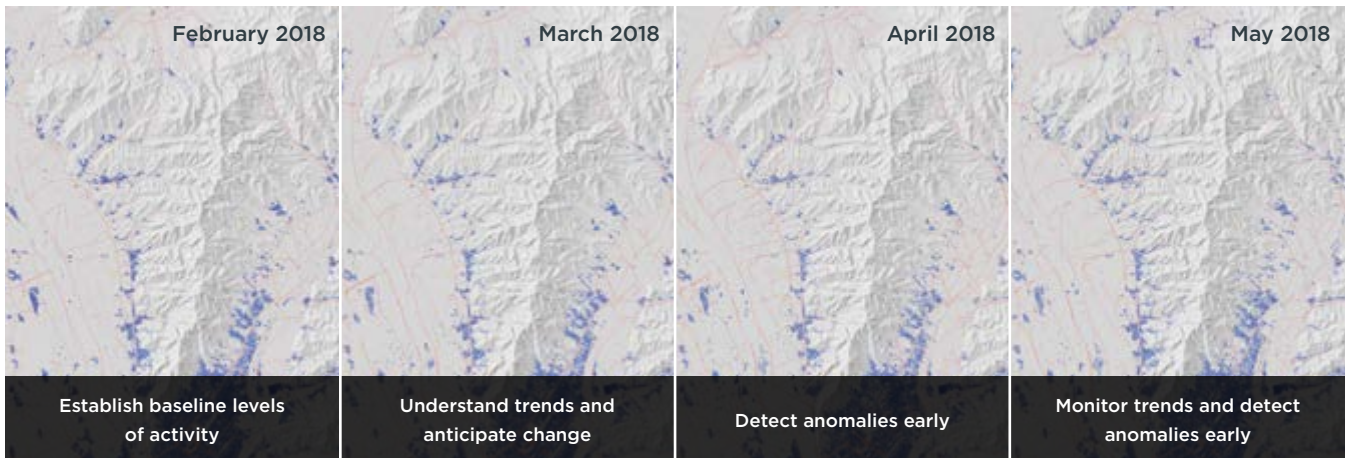 February 2018
March 2018
April 2018
May 2018
Establish baseline levels
of activity
Understand trends and
anticipate change
Detect anomalies early
Monitor trends and detect
anomalies early